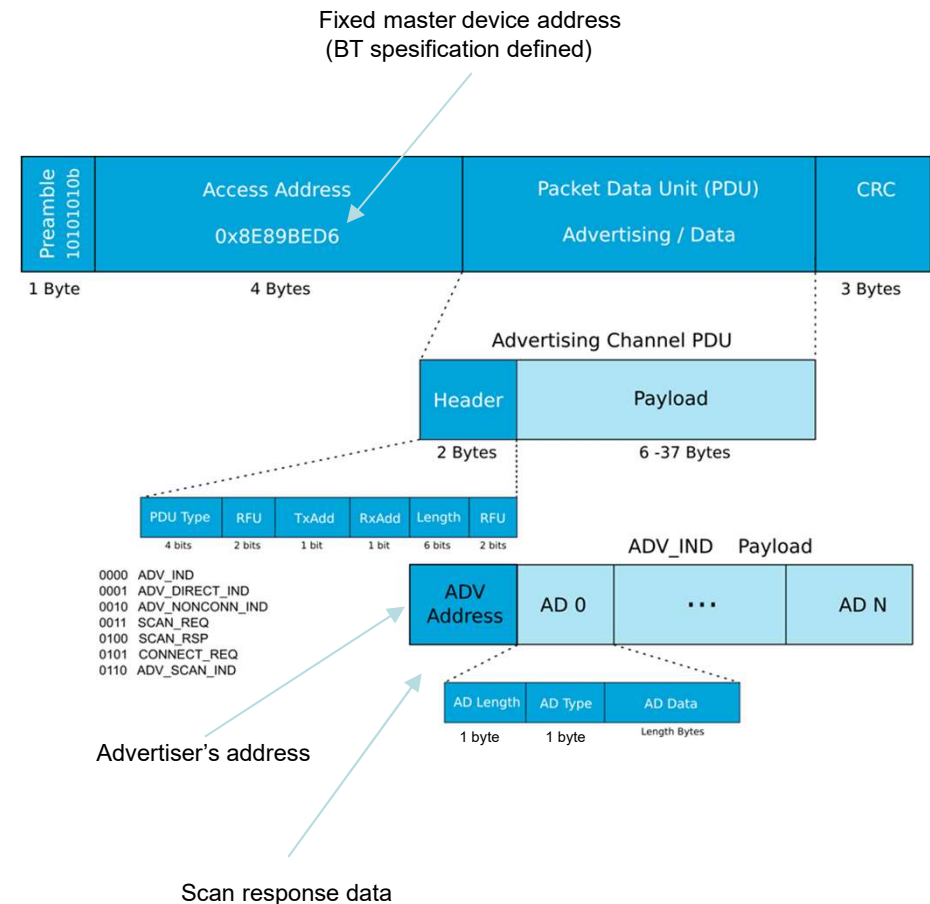 Fixed master device address
(BT spesification defined)
Preamble
10101010b
Access Address
0x8E89BED6
Packet Data Unit (PDU)
Advertising / Data
CRC
1 Byte
4 Bytes
3 Bytes
Advertising Channel PDU
Header
Payload
2 Bytes
6 -37 Bytes
PDU Type
RFU
TxAdd
RxAdd
Length
RFU
4 bits
2 bits
1 bit
1 bit
6 bits
2 bits
0000 ADV_IND
0001 ADV_DIRECT_IND
0010 ADV_NONCONN_IND
0011 SCAN_REQ
0100 SCAN_RSP
0101 CONNECT_REQ
0110 ADV_SCAN_IND
ADV_IND Payload
ADV
Address
AD 0
...
AD N
AD Length
AD Type
AD Data
1 byte
1 byte
Length Bytes
Advertiser's address
Scan response data